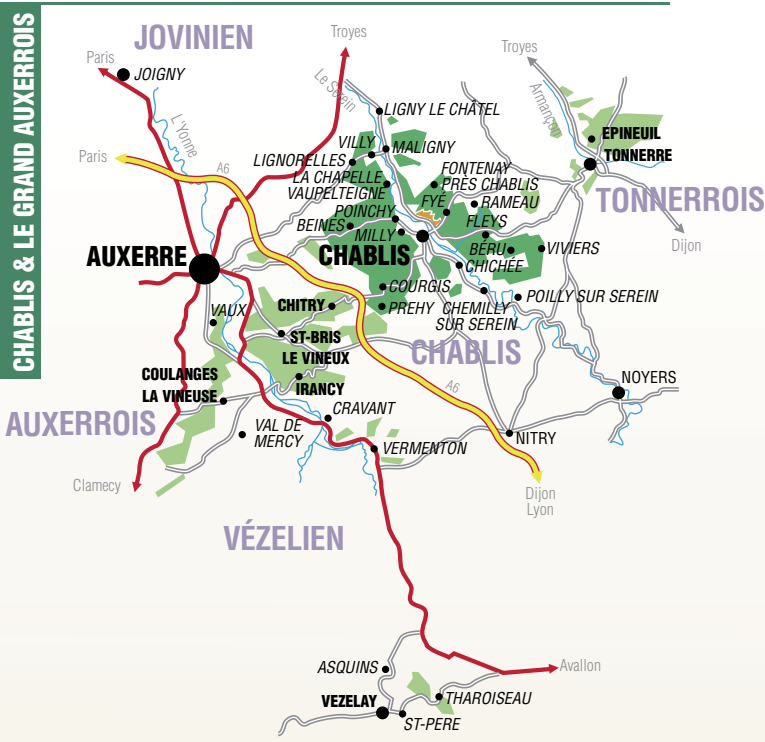 CHABLIS & LE GRAND AUXERROIS
JOVINIEN
Troyes
Troyes
Paris
JOIGNY
Le Serein
Armançon
L'Yonne
LIGNY LE CHÂTEL
EPINEUIL
TONNERRE
VILLY
MALIGNY
Paris
A6
LIGNORELLES
LA CHAPELLE
VAUPELTEIGNE
FONTENAY
PRÈS CHABLIS
TONNERROIS
FYÉ
RAMEAU
POINCHY
FLEYS
BEINES
MILLY
Dijon
AUXERRE
CHABLIS
BÉRU
VIVIERS
CHICHÉE
COURGIS
POILLY SUR SEREIN
CHITRY
PREHY
CHEMILLY
SUR SEREIN
VAUX
ST-BRIS
LE VINEUX
CHABLIS
COULANGES
LA VINEUSE
IRANCY
A6
NOYERS
AUXERROIS
CRAVANT
VAL DE
MERCY
NITRY
VERMENTON
Clamecy
Dijon
Lyon
VÉZELIEN
ASQUINS
Avallon
VEZELAY
THAROISEAU
ST-PERE